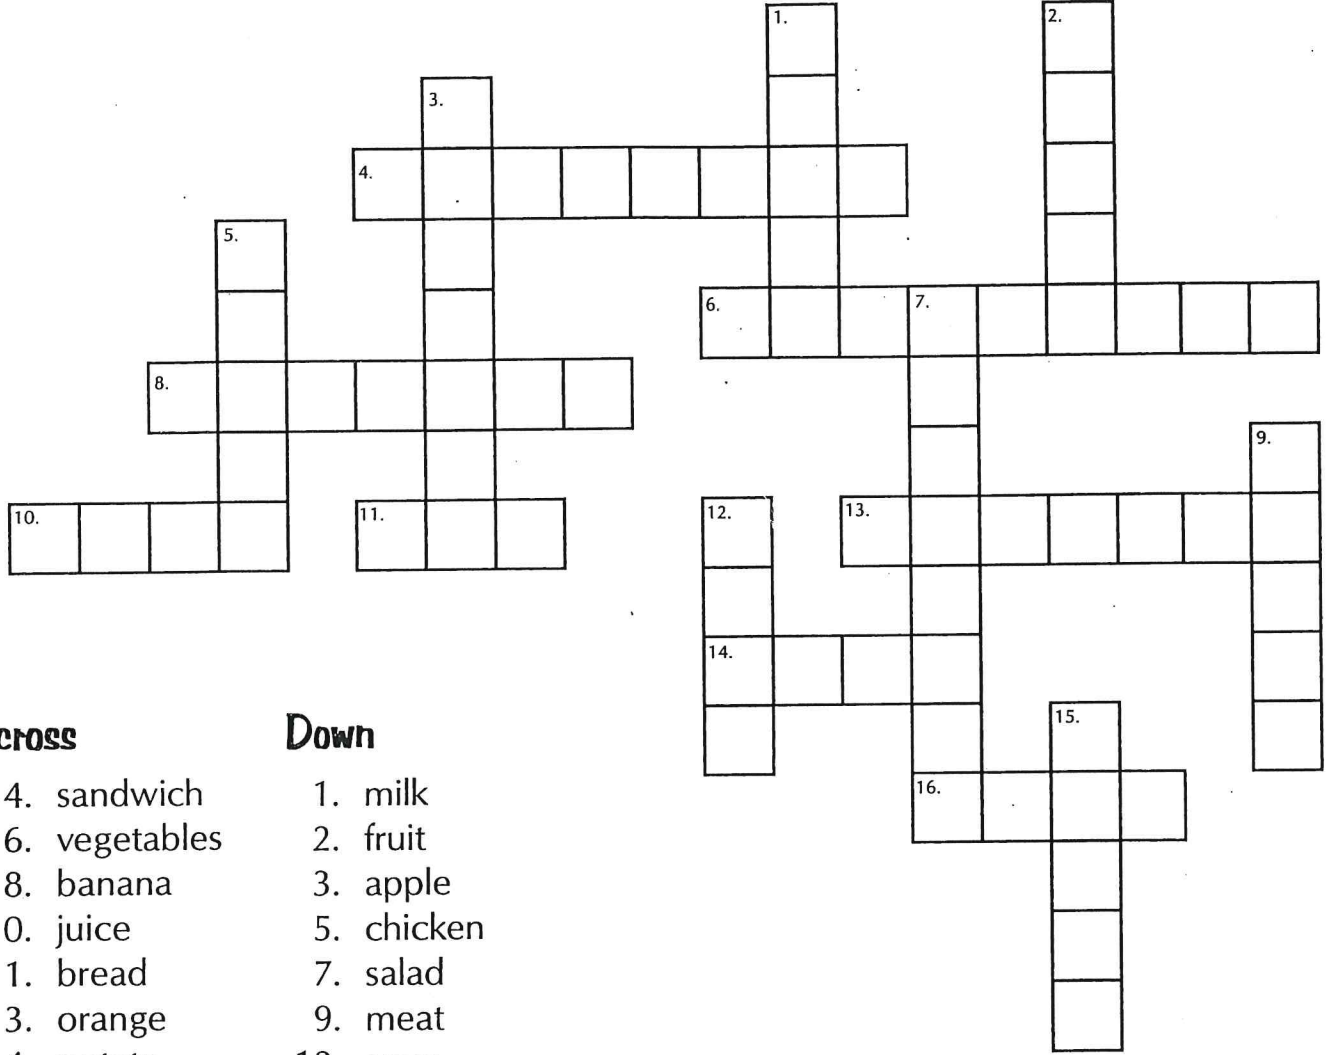 1.
2.
3.
4.
5.
6.
7.
8.
9.
10.
11.
12.
13.
14.
15.
16.
cross
4. sandwich
6. vegetables
8. banana
0. juice
1. bread
3. orange
Down
1. milk
2. fruit
3. apple
5. chicken
7. salad
9. meat